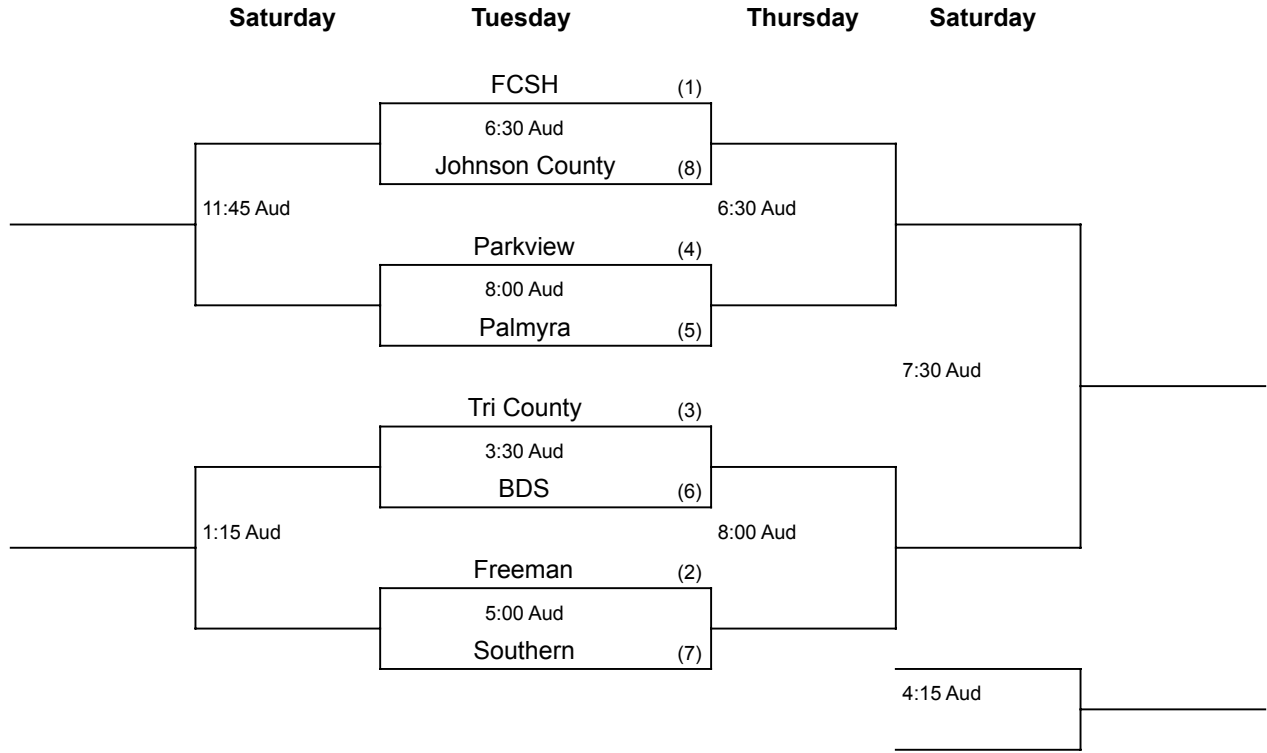 Saturday Tuesday Thursday Saturday
FCSH (1)
6:30 Aud
Johnson County (8)
11:45 Aud 6:30 Aud
Parkview (4)
8:00 Aud
Palmyra (5)
7:30 Aud
Tri County (3)
3:30 Aud
BDS (6)
1:15 Aud 8:00 Aud
Freeman (2)
5:00 Aud
Southern (7)
4:15 Aud